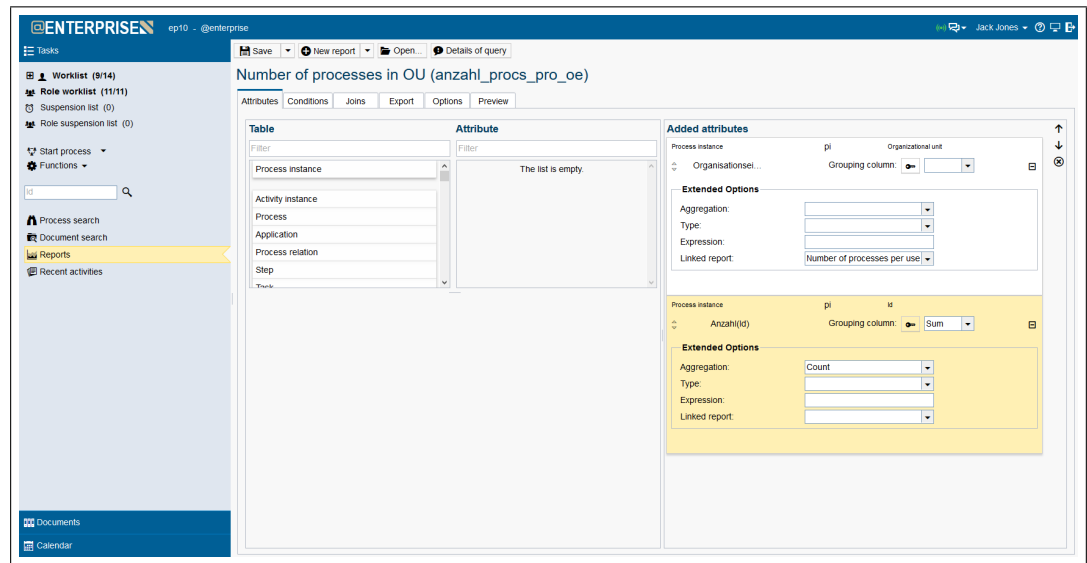 @ENTERPRISE ep10 - @enterprise Jack Jones
Tasks
Save New report Open... Details of query
Worklist (9/14)
Role worklist (11/11)
Suspension list (0)
Role suspension list (0)
Start process
Functions
Id
Process search
Document search
Reports
Recent activities
Documents
Calendar
Number of processes in OU (anzahl_procs_pro_oe)
Attributes Conditions Joins Export Options Preview
Table Attribute
Filter Filter
Process instance The list is empty.
Activity instance
Process
Application
Process relation
Step
Task
Added attributes
Process instance pi Organizational unit
Organisationsei... Grouping column:
Extended Options
Aggregation:
Type:
Expression:
Linked report: Number of processes per use
Process instance pi Id
Anzahl(Id) Grouping column: Sum
Extended Options
Aggregation: Count
Type:
Expression:
Linked report: